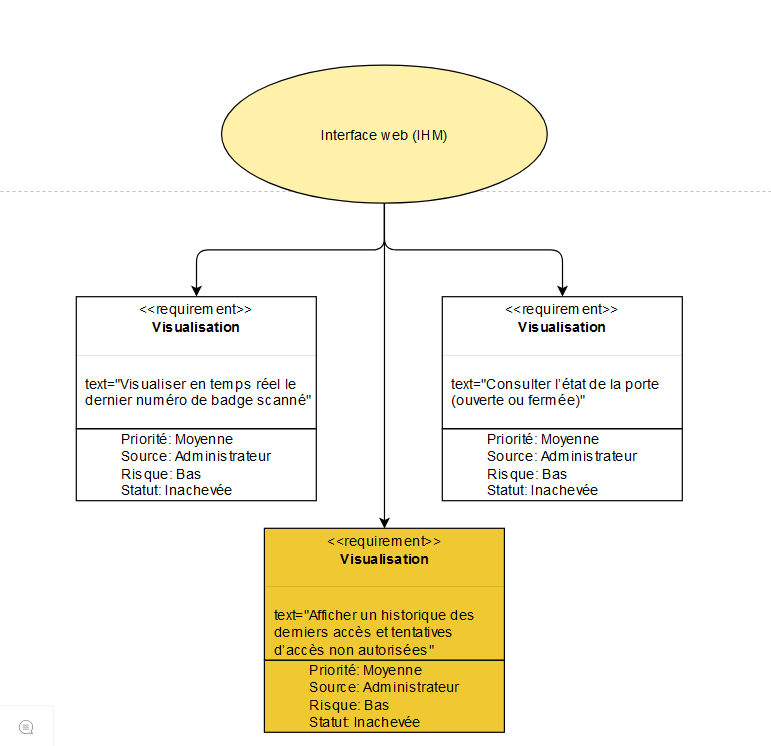 Interface web (IHM)
<<requirement>>
Visualisation
text="Visualiser en temps réel le
dernier numéro de badge scanné"
Priorité: Moyenne
Source: Administrateur
Risque: Bas
Statut: Inachevée
<<requirement>>
Visualisation
text="Consulter l'état de la porte
(ouverte ou fermée)"
Priorité: Moyenne
Source: Administrateur
Risque: Bas
Statut: Inachevée
<<requirement>>
Visualisation
text="Afficher un historique des
derniers accès et tentatives
d'accès non autorisées"
Priorité: Moyenne
Source: Administrateur
Risque: Bas
Statut: Inachevée